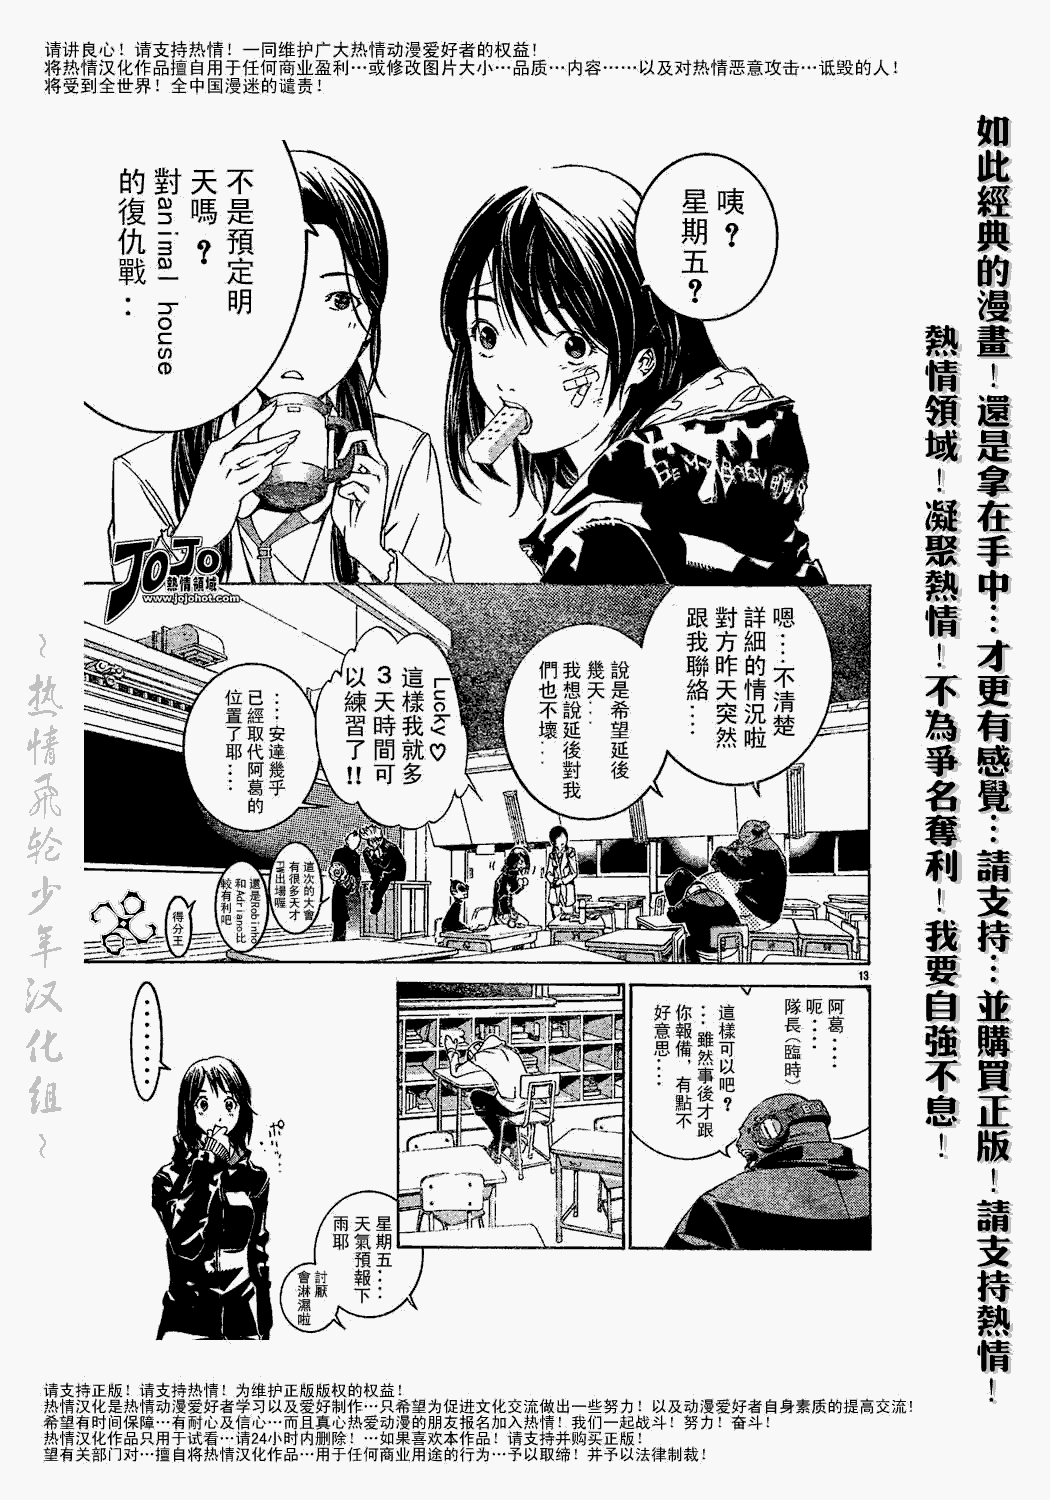 请讲良心！请支持热情！一同维护广大热情动漫爱好者的权益！
将热情汉化作品擅自用于任何商业盈利…或修改图片大小…品质…内容……以及对热情恶意攻击…诋毁的人！
将受到全世界！全中国漫迷的谴责！
如此經典的漫畫！還是拿在手中…才更有感覺…請支持…並購買正版！請支持熱情！
熱情領域！凝聚熱情！不為爭名奪利！我要自強不息！
咦？
星期五？
不是預定明
天嗎？
對animal house
的復仇戰：
BE MY BABY
JOJO
熱情領域
www.jojohot.com
嗯…不清楚
詳細的情況啦
對方昨天突然
跟我聯絡…
說是希望延後
幾天…
我想說延後對我
們也不壞…
Lucky♡
這樣我就多
3天時間可
以練習了!!
……安達幾乎
已經取代阿葛的
位置了耶…
這次的大會
有很多天才
FW出場喔
還是Robinho
和Adriano比
較有利吧
得分王
13
阿葛……
呃……
隊長（臨時）
這樣可以吧？
…雖然事後才跟
你報備，有點不
好意思……
………
ポリ…
星期五…
天氣預報下
雨耶
討厭
會淋濕啦
~热情飛轮少年汉化组~
请支持正版！请支持热情！为维护正版版权的权益！
热情汉化是热情动漫爱好者学习以及爱好制作…只希望为促进文化交流做出一些努力！以及动漫爱好者自身素质的提高交流！
希望有时间保障…有耐心及信心…而且真心热爱动漫的朋友报名加入热情！我们一起战斗！努力！奋斗！
热情汉化作品只用于试看…请24小时内删除！…如果喜欢本作品！请支持并购买正版！
望有关部门对…擅自将热情汉化作品…用于任何商业用途的行为…予以取缔！并予以法律制裁！